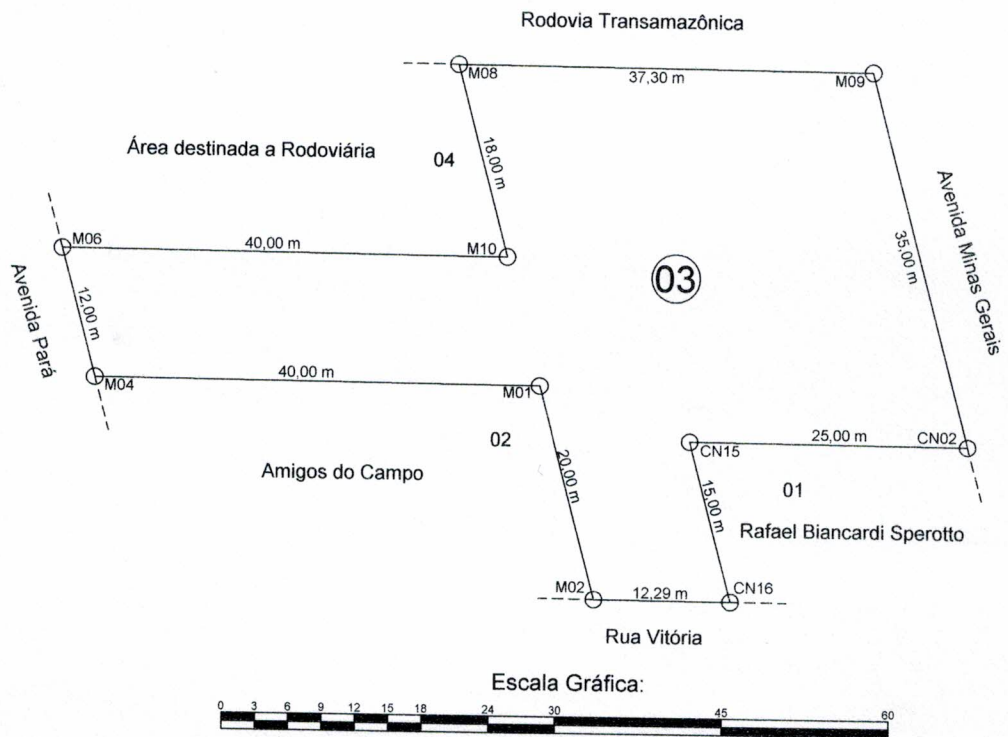 Rodovia Transamazônica
M08
37,30 m
M09
Área destinada a Rodoviária
04
18,00 m
Avenida Minas Gerais
M06
40,00 m
M10
35,00 m
03
Avenida Pará
12,00 m
M04
40,00 m
M01
02
25,00 m
CN02
CN15
Amigos do Campo
20,00 m
15,00 m
01
Rafael Biancardi Sperotto
M02
12,29 m
CN16
Rua Vitória
Escala Gráfica:
0 3 6 9 12 15 18 24 30 45 60